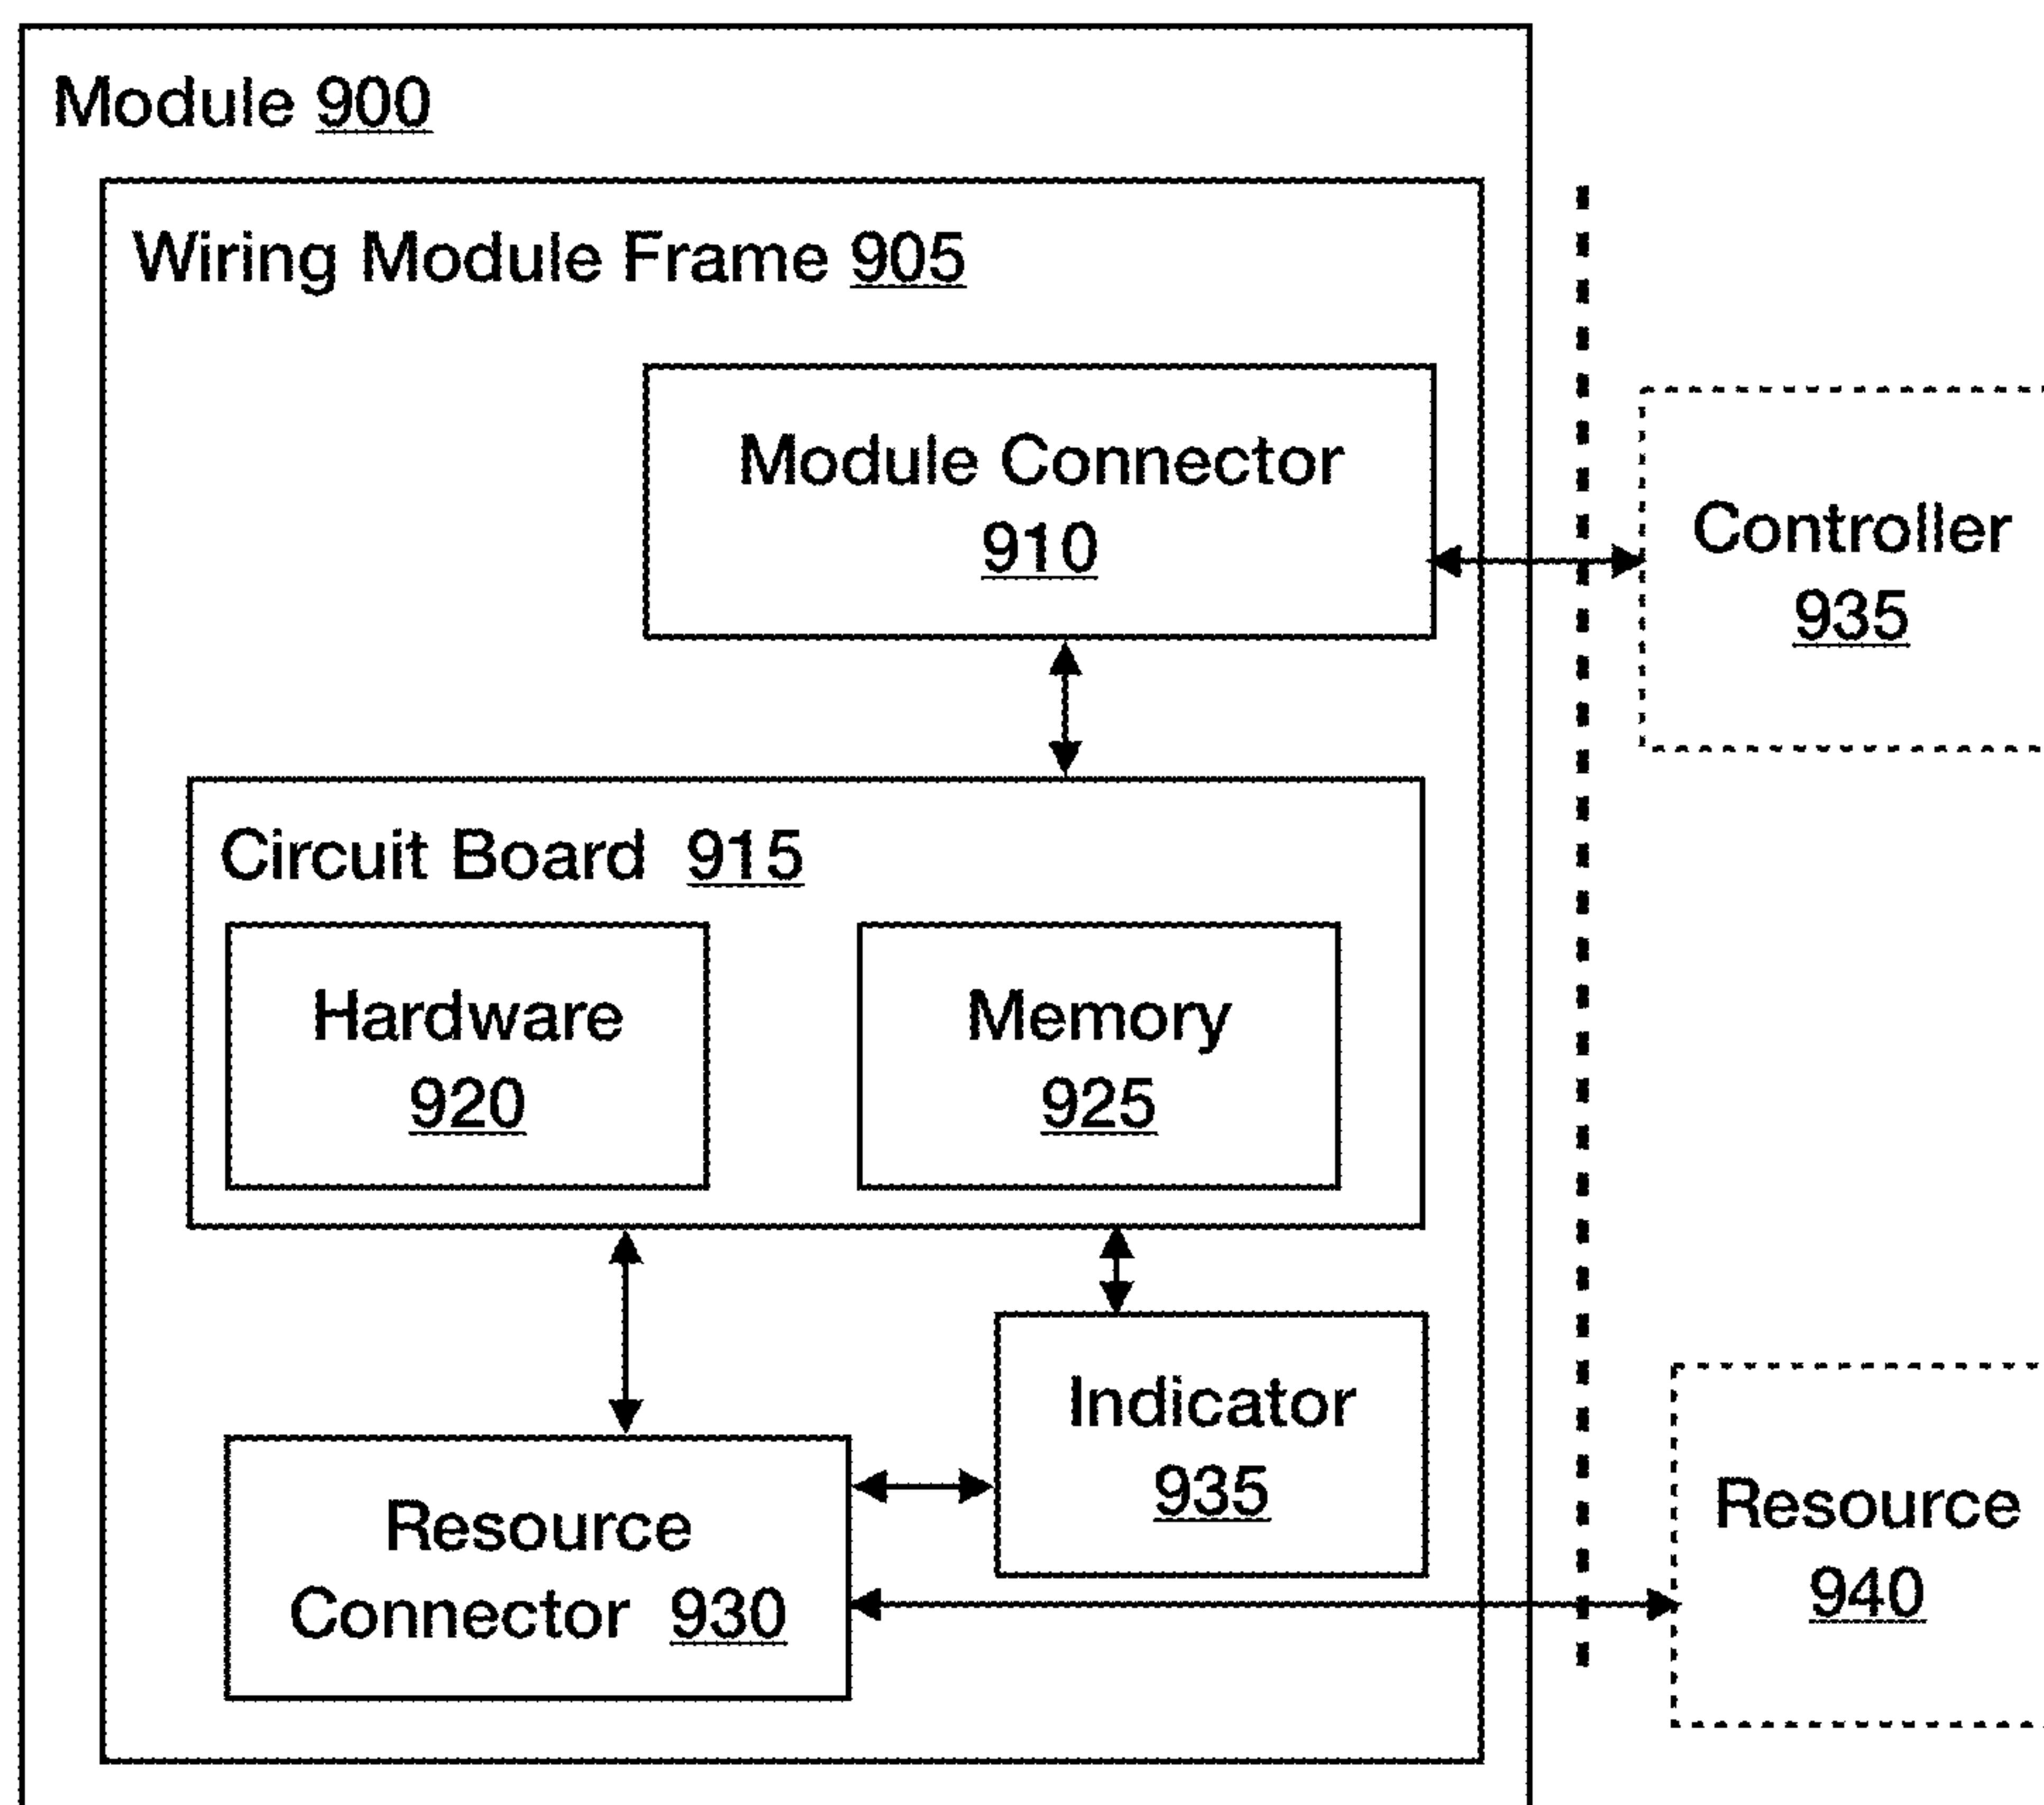 Module 900
Wiring Module Frame 905
Module Connector
910
Controller
935
Circuit Board 915
Hardware
920
Memory
925
Indicator
935
Resource
Connector 930
Resource
940